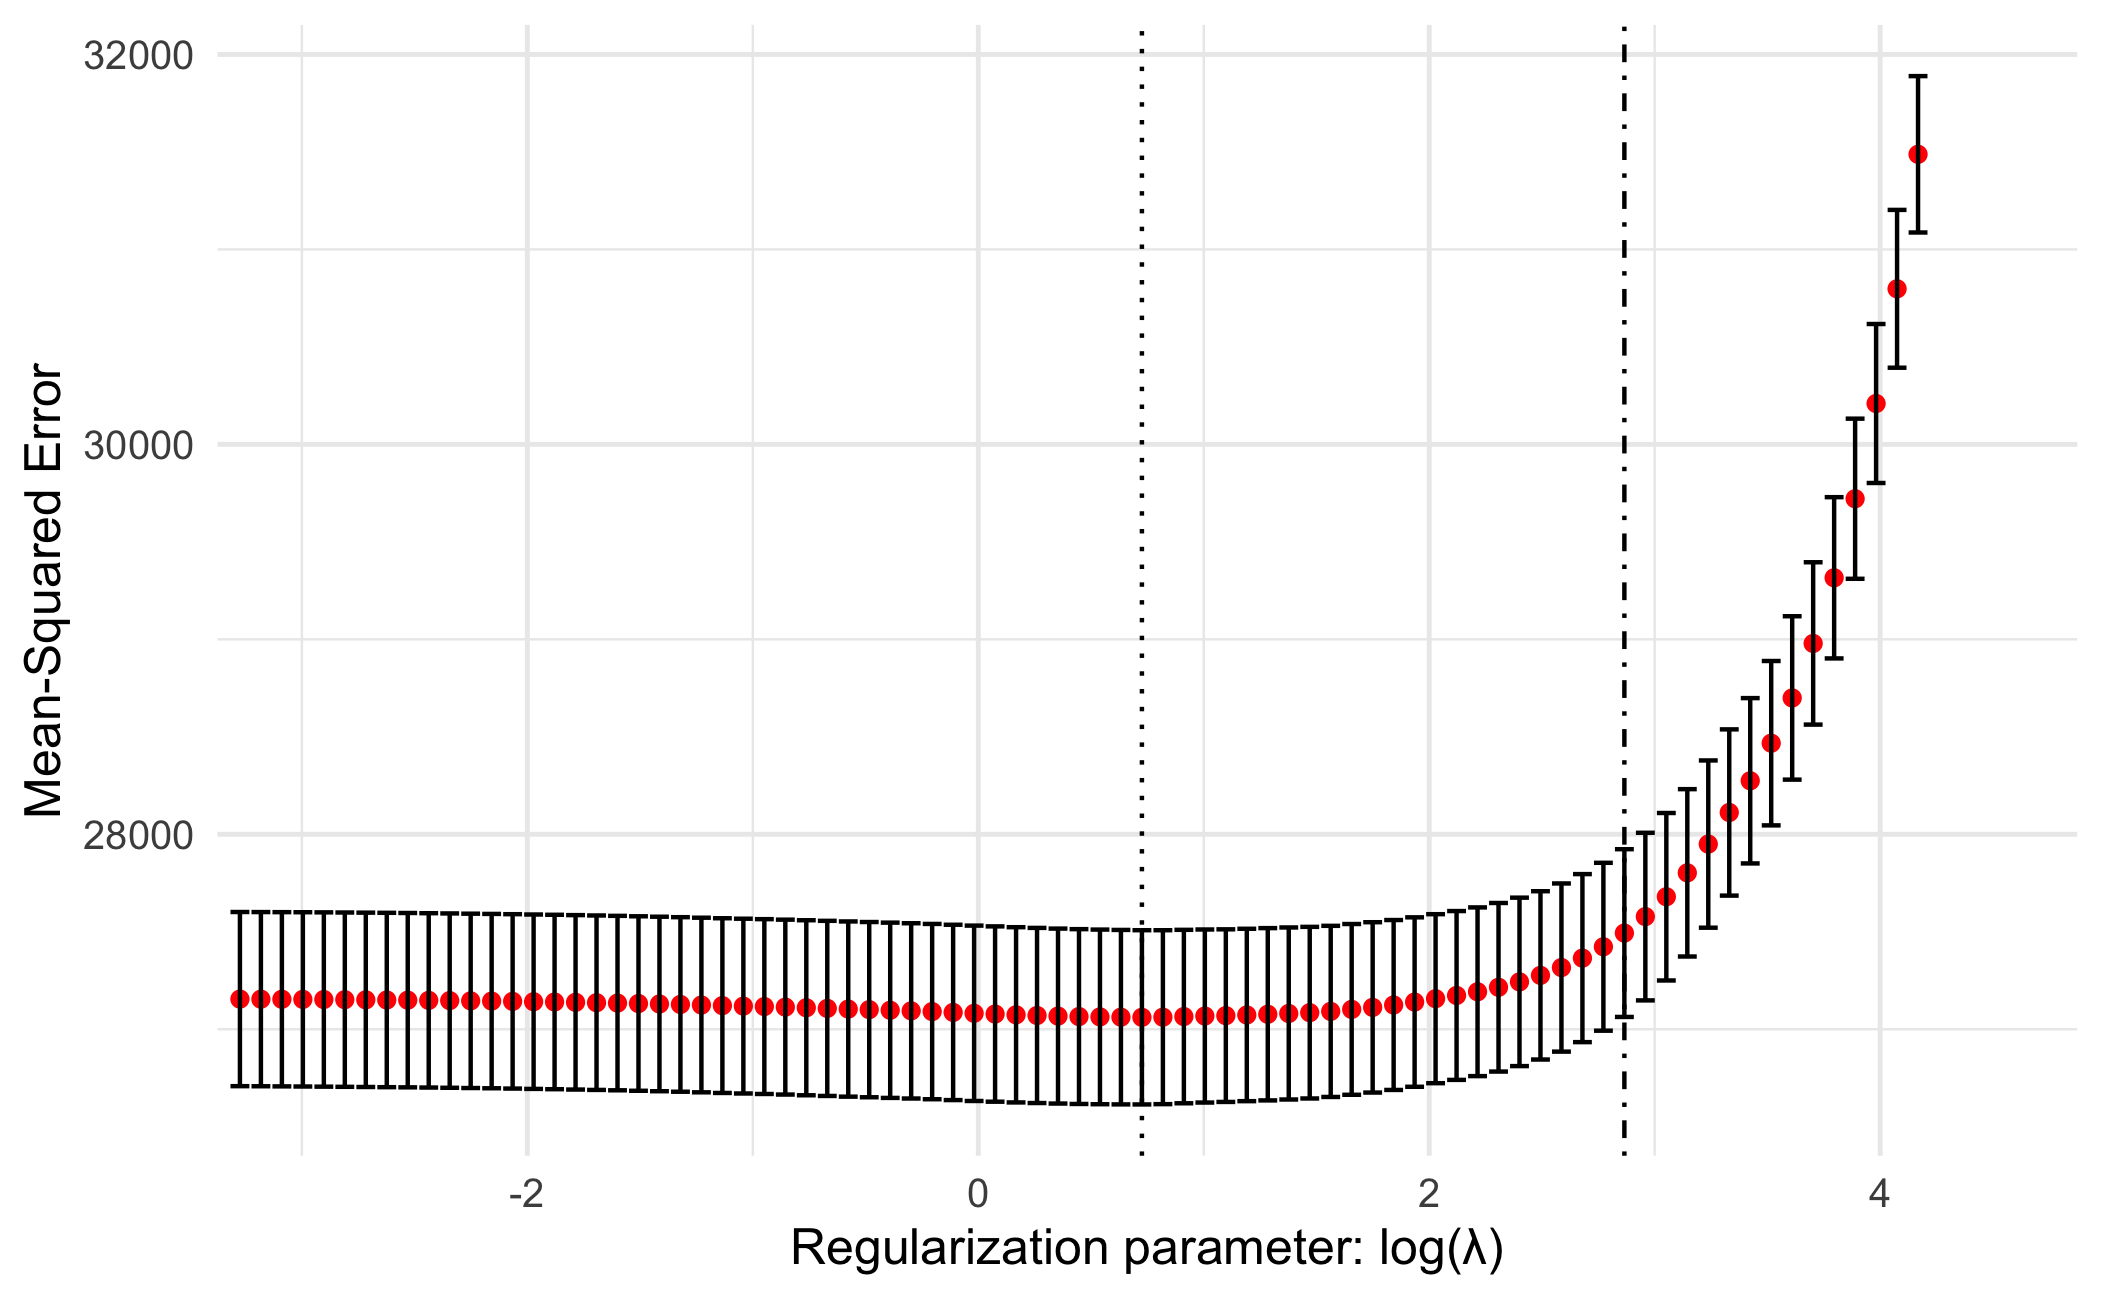 32000
30000
28000
Mean-Squared Error
-2 0 2 4
Regularization parameter: log(λ)